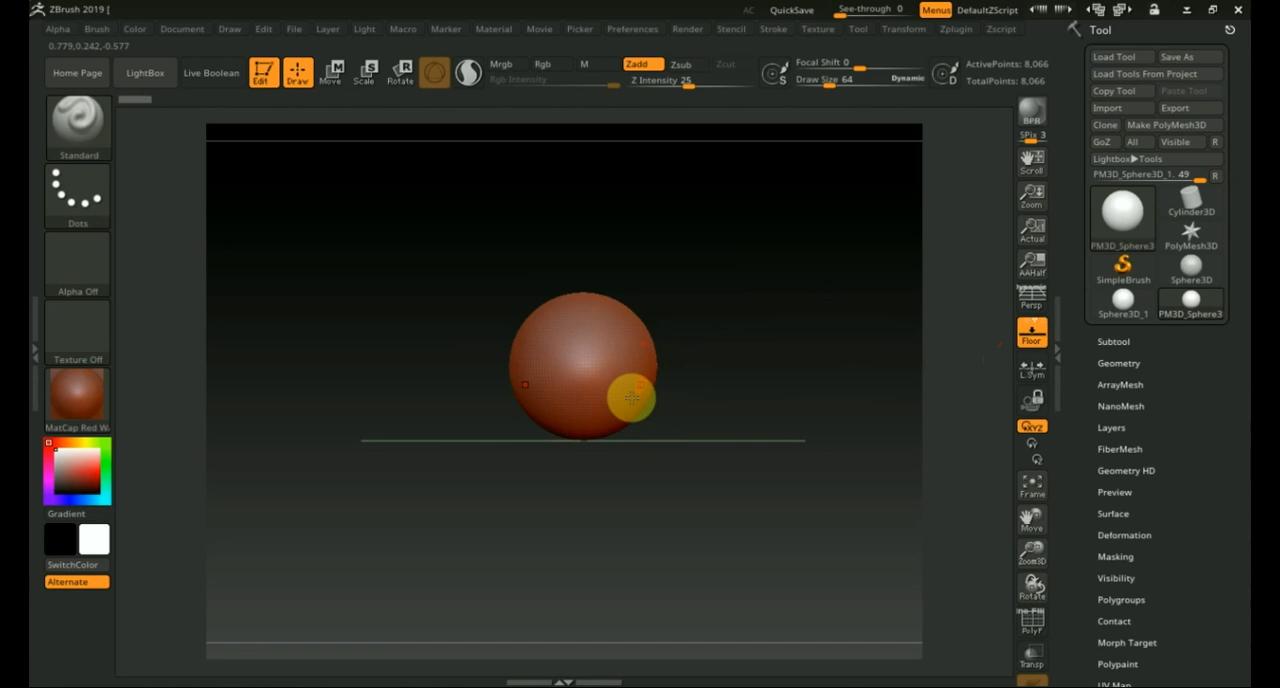 ZBrush 2019 [
AC QuickSave See-through 0 Menus DefaultZScript
Alpha Brush Color Document Draw Edit File Layer Light Macro Marker Material Movie Picker Preferences Render Stencil Stroke Texture Tool Transform Zplugin Zscript
0.779,0.242,-0.577
Home Page LightBox Live Boolean Edit Draw Move Scale Rotate
Mrgb Rgb M Zadd Zsub Zcut
Rgb Intensity Z Intensity 25
Focal Shift 0
Draw Size 64 Dynamic
S D
ActivePoints: 8,066
TotalPoints: 8,066
Standard
Dots
Alpha Off
Texture Off
MatCap Red W
Gradient
SwitchColor
Alternate
BPR
SPix 3
Scroll
Zoom
Actual
AAHalf
Dynamic
Persp
Floor
L.Sym
XYZ
Frame
Move
Zoom3D
Rotate
Line Fill
PolyF
Transp
Tool
Load Tool Save As
Load Tools From Project
Copy Tool Paste Tool
Import Export
Clone Make PolyMesh3D
GoZ All Visible R
Lightbox▶Tools
PM3D_Sphere3D_1. 49 R
PM3D_Sphere3 Cylinder3D
PolyMesh3D
SimpleBrush Sphere3D
Sphere3D_1 PM3D_Sphere3
Subtool
Geometry
ArrayMesh
NanoMesh
Layers
FiberMesh
Geometry HD
Preview
Surface
Deformation
Masking
Visibility
Polygroups
Contact
Morph Target
Polypaint
UV Map